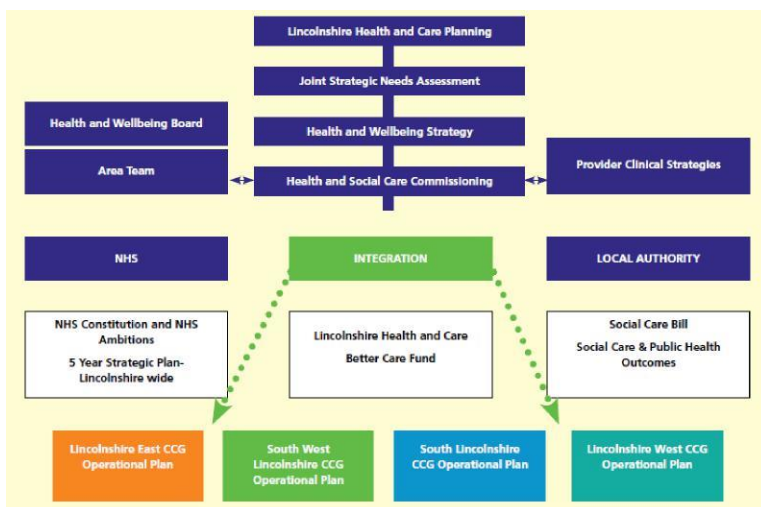 Lincolnshire Health and Care Planning
Joint Strategic Needs Assessment
Health and Wellbeing Board
Health and Wellbeing Strategy
Area Team
Health and Social Care Commissioning
Provider Clinical Strategies
NHS
INTEGRATION
LOCAL AUTHORITY
NHS Constitution and NHS
Ambitions
5 Year Strategic Plan-
Lincolnshire wide
Lincolnshire Health and Care
Better Care Fund
Social Care Bill
Social Care & Public Health
Outcomes
Lincolnshire East CCG
Operational Plan
South West
Lincolnshire CCG
Operational Plan
South Lincolnshire
CCG Operational Plan
Lincolnshire West CCG
Operational Plan